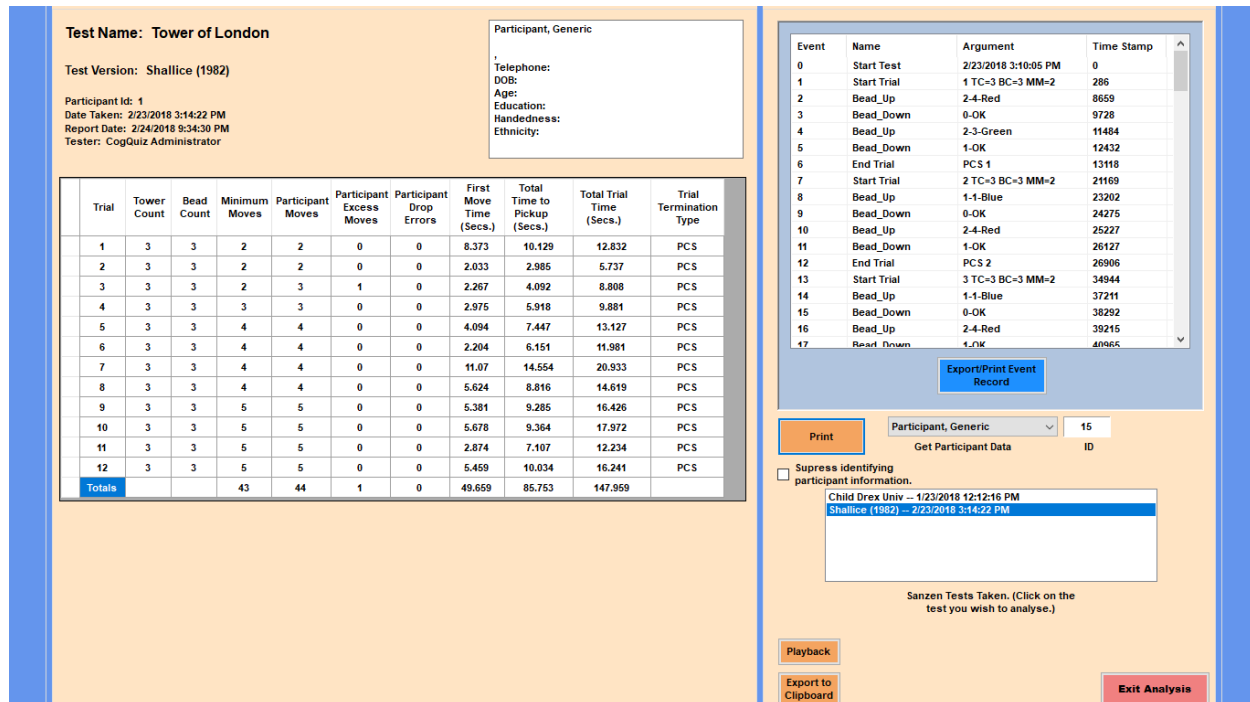 Test Name: Tower of London
Test Version: Shallice (1982)
Participant Id: 1
Date Taken: 2/23/2018 3:14:22 PM
Report Date: 2/24/2018 9:34:30 PM
Tester: CogQuiz Administrator
Participant, Generic
,
Telephone:
DOB:
Age:
Education:
Handedness:
Ethnicity:
Trial Tower Count Bead Count Minimum Moves Participant Moves Participant Excess Moves Participant Drop Errors First Move Time (Secs.) Total Time to Pickup (Secs.) Total Trial Time (Secs.) Trial Termination Type
1 3 3 2 2 0 0 8.373 10.129 12.832 PCS
2 3 3 2 2 0 0 2.033 2.985 5.737 PCS
3 3 3 2 3 1 0 2.267 4.092 8.808 PCS
4 3 3 3 3 0 0 2.975 5.918 9.881 PCS
5 3 3 4 4 0 0 4.094 7.447 13.127 PCS
6 3 3 4 4 0 0 2.204 6.151 11.981 PCS
7 3 3 4 4 0 0 11.07 14.554 20.933 PCS
8 3 3 4 4 0 0 5.624 8.816 14.619 PCS
9 3 3 5 5 0 0 5.381 9.285 16.426 PCS
10 3 3 5 5 0 0 5.678 9.364 17.972 PCS
11 3 3 5 5 0 0 2.874 7.107 12.234 PCS
12 3 3 5 5 0 0 5.459 10.034 16.241 PCS
Totals 43 44 1 0 49.659 85.753 147.959
Event Name Argument Time Stamp
0 Start Test 2/23/2018 3:10:05 PM 0
1 Start Trial 1 TC=3 BC=3 MM=2 286
2 Bead_Up 2-4-Red 8659
3 Bead_Down 0-OK 9728
4 Bead_Up 2-3-Green 11484
5 Bead_Down 1-OK 12432
6 End Trial PCS 1 13118
7 Start Trial 2 TC=3 BC=3 MM=2 21169
8 Bead_Up 1-1-Blue 23202
9 Bead_Down 0-OK 24275
10 Bead_Up 2-4-Red 25227
11 Bead_Down 1-OK 26127
12 End Trial PCS 2 26906
13 Start Trial 3 TC=3 BC=3 MM=2 34944
14 Bead_Up 1-1-Blue 37211
15 Bead_Down 0-OK 38292
16 Bead_Up 2-4-Red 39215
17 Bead_Down 1-OK 40965
Export/Print Event
Record
Print
Participant, Generic 15
Get Participant Data ID
Supress identifying
participant information.
Child Drex Univ -- 1/23/2018 12:12:16 PM
Shallice (1982) -- 2/23/2018 3:14:22 PM
Sanzen Tests Taken. (Click on the
test you wish to analyse.)
Playback
Export to
Clipboard
Exit Analysis